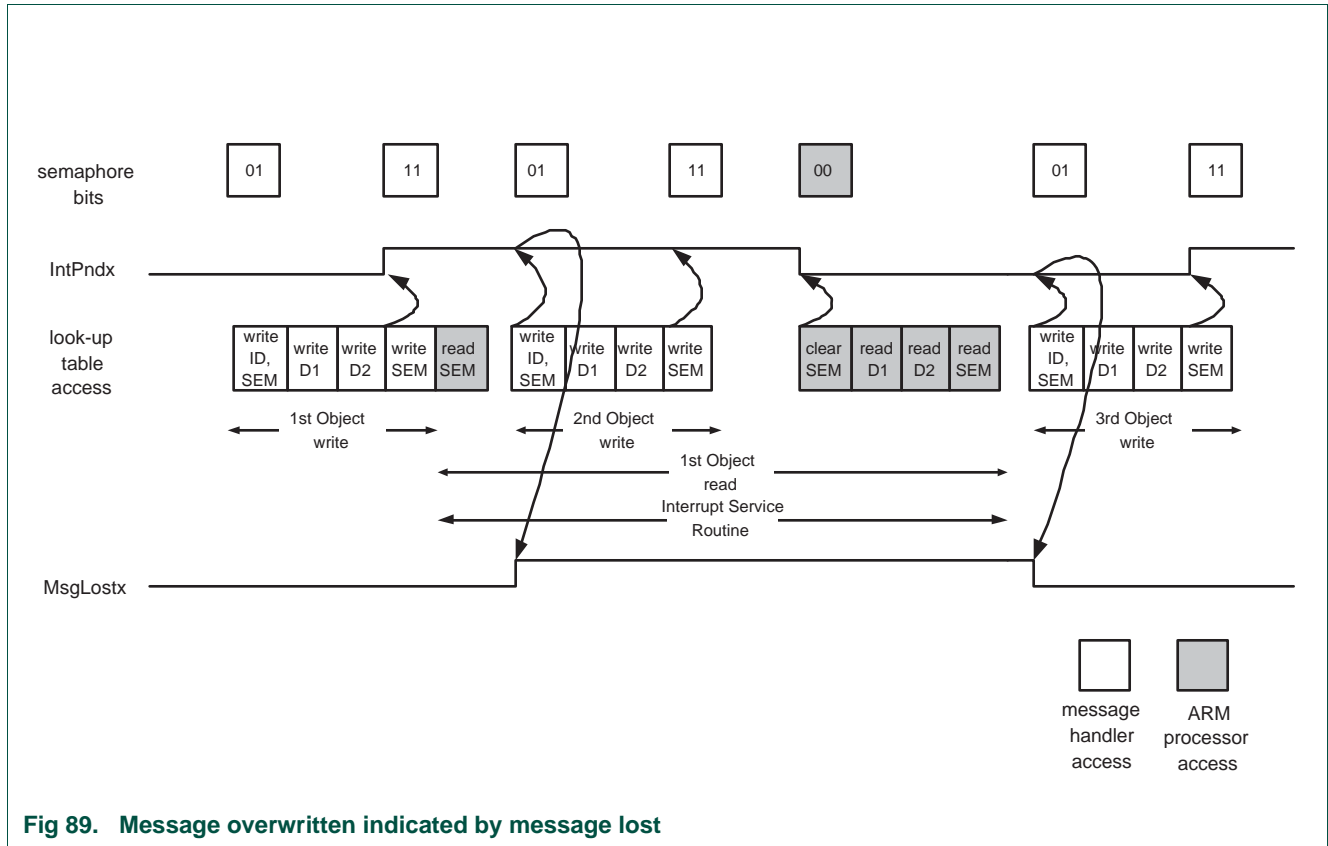 semaphore
bits
01
11
01
11
00
01
11
IntPndx
look-up
table
access
write
ID,
SEM
write
D1
write
D2
write
SEM
read
SEM
write
ID,
SEM
write
D1
write
D2
write
SEM
clear
SEM
read
D1
read
D2
read
SEM
write
ID,
SEM
write
D1
write
D2
write
SEM
1st Object
write
2nd Object
write
3rd Object
write
1st Object
read
Interrupt Service
Routine
MsgLostx
message
handler
access
ARM
processor
access
Fig 89. Message overwritten indicated by message lost